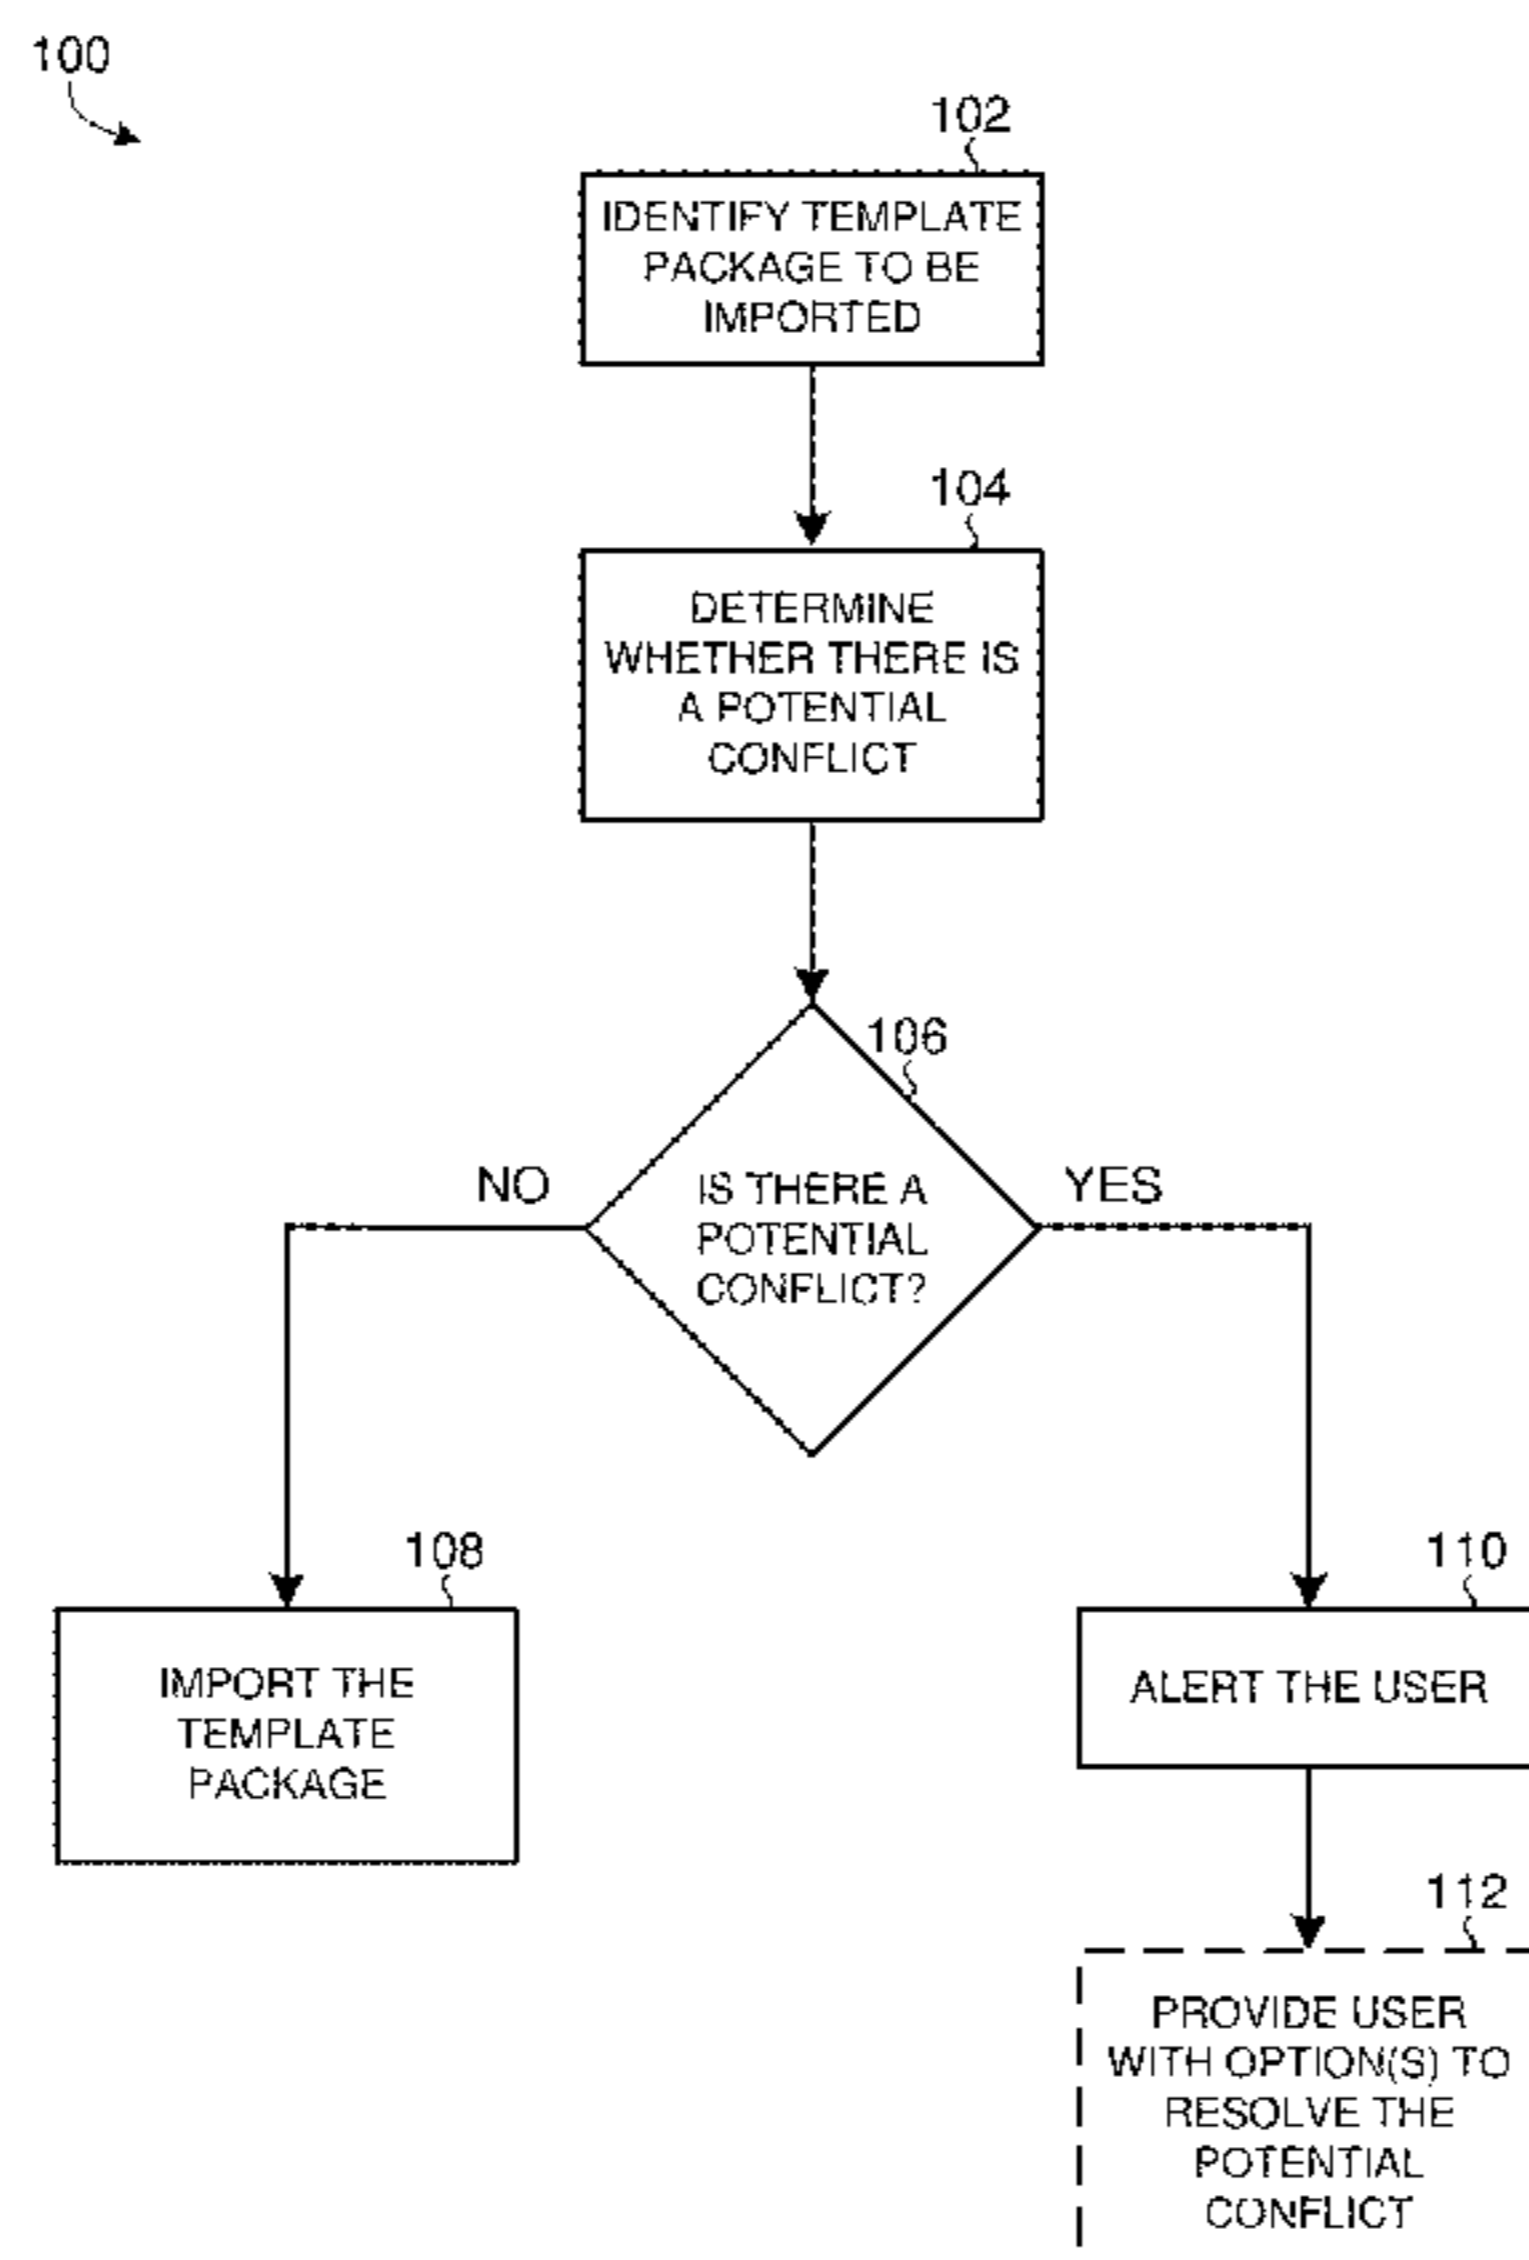 100
102
IDENTIFY TEMPLATE
PACKAGE TO BE
IMPORTED
104
DETERMINE
WHETHER THERE IS
A POTENTIAL
CONFLICT
106
NO
YES
IS THERE A
POTENTIAL
CONFLICT?
108
IMPORT THE
TEMPLATE
PACKAGE
110
ALERT THE USER
112
PROVIDE USER
WITH OPTION(S) TO
RESOLVE THE
POTENTIAL
CONFLICT